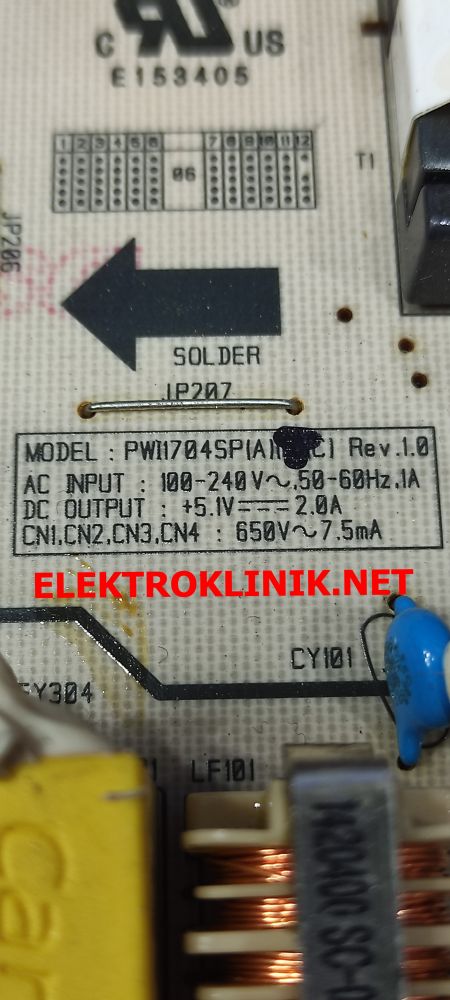 C US
E153405
1 2 3 4 5 6 06 7 8 9 10 11 12
T1
JP206
SOLDER
JP207
MODEL : PWI1704SP(A)( C) Rev.1.0
AC INPUT : 100-240V~,50-60Hz,1A
DC OUTPUT : +5.1V⎓2.0A
CN1,CN2,CN3,CN4 : 650V~7.5mA
ELEKTROKLINIK.NET
CY101
LF101